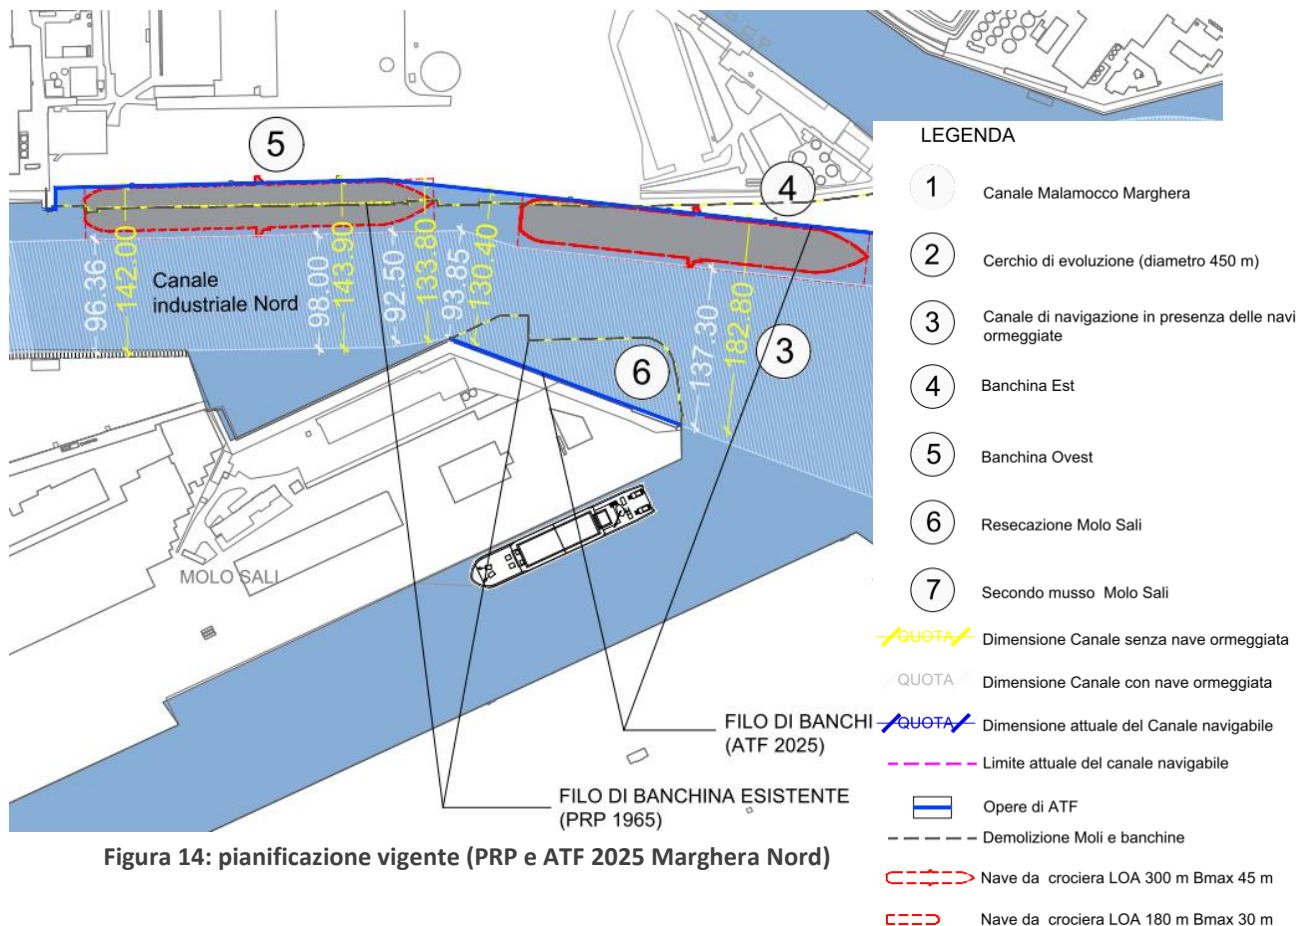 5
4
Canale
industriale Nord
96.36
142.00
98.00
143.90
92.50
133.80
93.85
130.40
137.30
182.80
3
6
MOLO SALI
FILO DI BANCHI
(ATF 2025)
FILO DI BANCHINA ESISTENTE
(PRP 1965)
Figura 14: pianificazione vigente (PRP e ATF 2025 Marghera Nord)
LEGENDA
1 Canale Malamocco Marghera
2 Cerchio di evoluzione (diametro 450 m)
3 Canale di navigazione in presenza delle navi
ormeggiate
4 Banchina Est
5 Banchina Ovest
6 Resecazione Molo Sali
7 Secondo musso Molo Sali
QUOTA Dimensione Canale senza nave ormeggiata
QUOTA Dimensione Canale con nave ormeggiata
QUOTA Dimensione attuale del Canale navigabile
Limite attuale del canale navigabile
Opere di ATF
Demolizione Moli e banchine
Nave da crociera LOA 300 m Bmax 45 m
Nave da crociera LOA 180 m Bmax 30 m